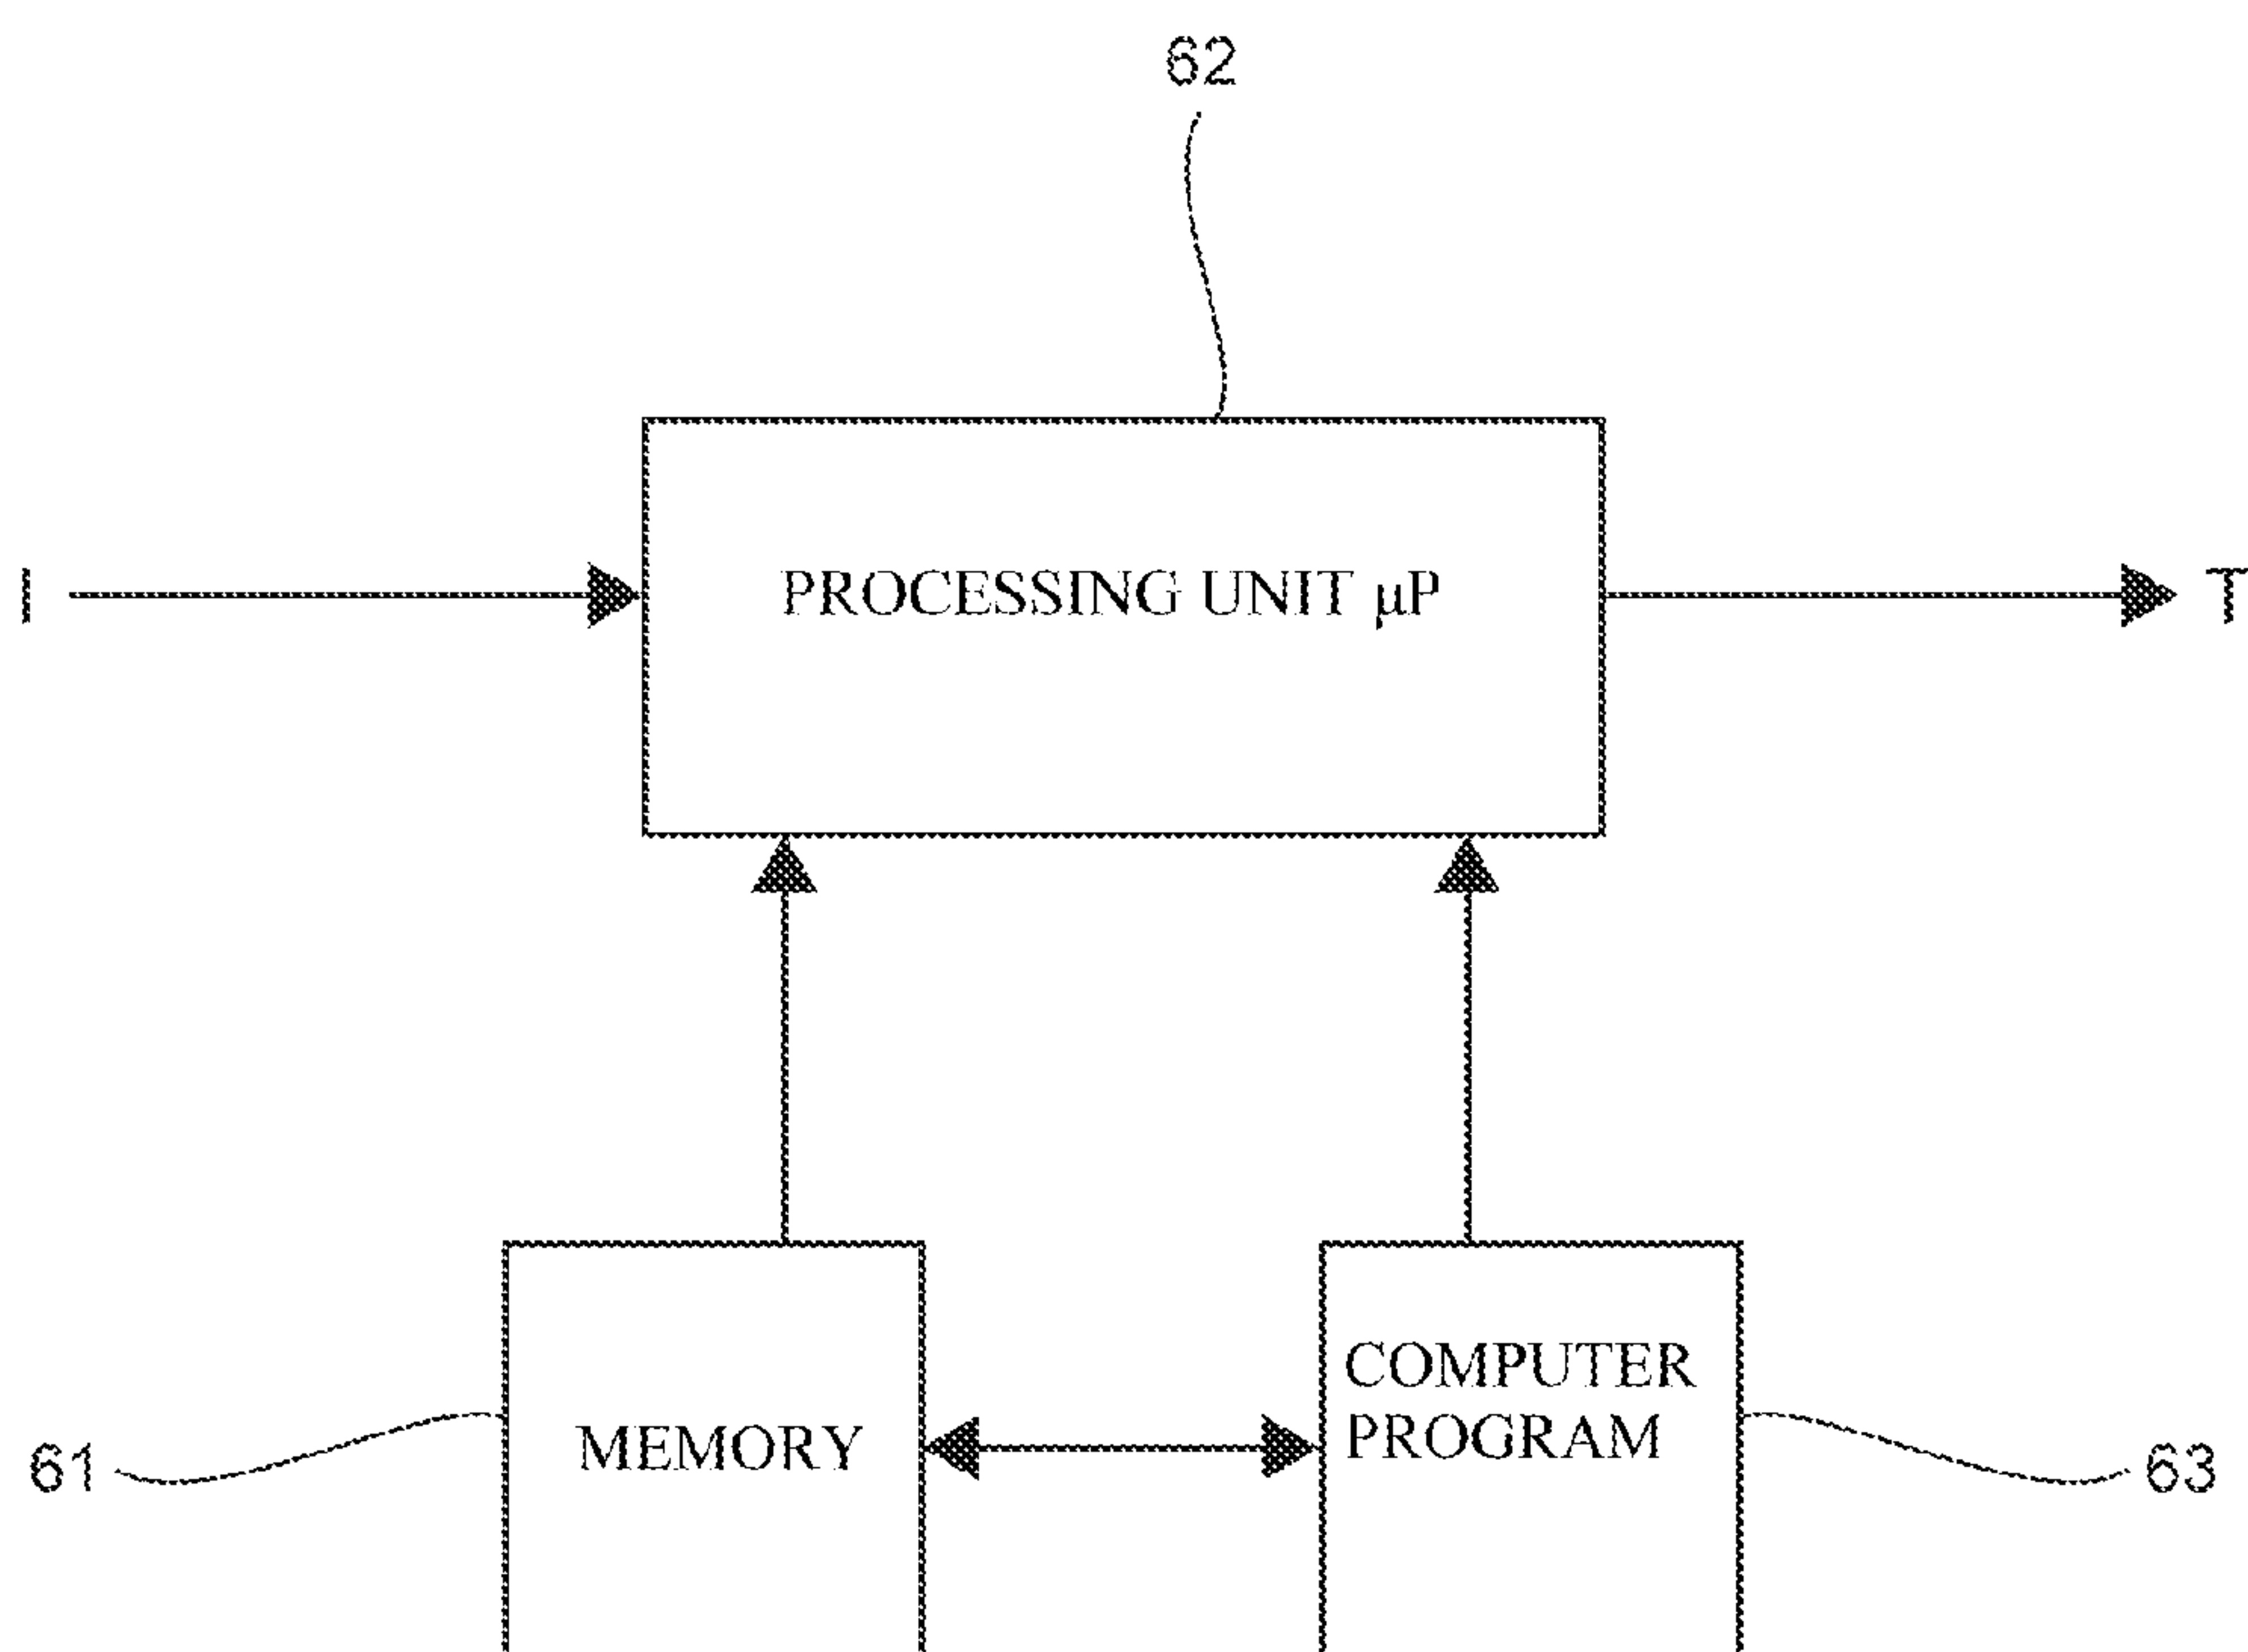 62
I
PROCESSING UNIT µP
T
COMPUTER
PROGRAM
MEMORY
61
63